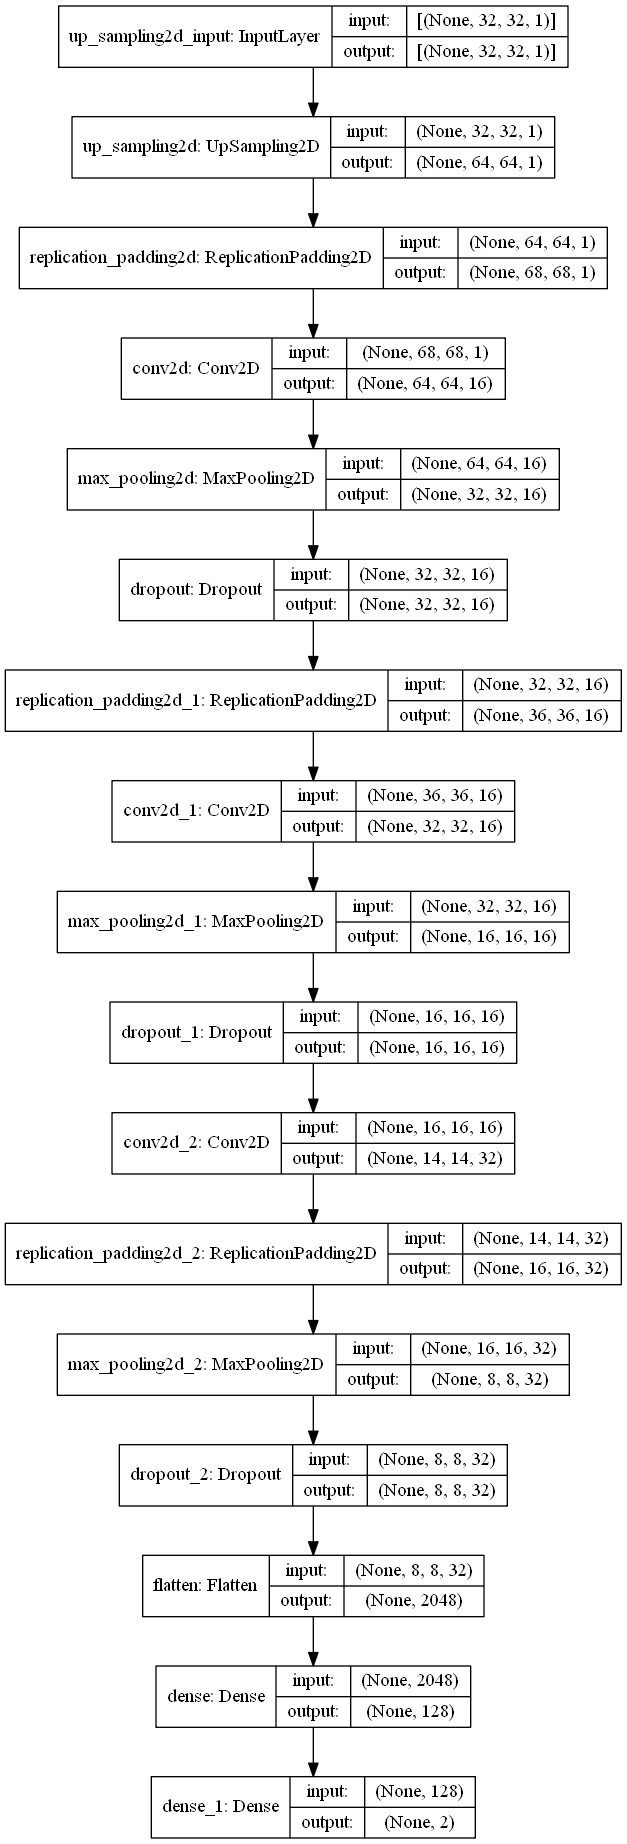 up_sampling2d_input: InputLayer
input: [(None, 32, 32, 1)]
output: [(None, 32, 32, 1)]
up_sampling2d: UpSampling2D
input: (None, 32, 32, 1)
output: (None, 64, 64, 1)
replication_padding2d: ReplicationPadding2D
input: (None, 64, 64, 1)
output: (None, 68, 68, 1)
conv2d: Conv2D
input: (None, 68, 68, 1)
output: (None, 64, 64, 16)
max_pooling2d: MaxPooling2D
input: (None, 64, 64, 16)
output: (None, 32, 32, 16)
dropout: Dropout
input: (None, 32, 32, 16)
output: (None, 32, 32, 16)
replication_padding2d_1: ReplicationPadding2D
input: (None, 32, 32, 16)
output: (None, 36, 36, 16)
conv2d_1: Conv2D
input: (None, 36, 36, 16)
output: (None, 32, 32, 16)
max_pooling2d_1: MaxPooling2D
input: (None, 32, 32, 16)
output: (None, 16, 16, 16)
dropout_1: Dropout
input: (None, 16, 16, 16)
output: (None, 16, 16, 16)
conv2d_2: Conv2D
input: (None, 16, 16, 16)
output: (None, 14, 14, 32)
replication_padding2d_2: ReplicationPadding2D
input: (None, 14, 14, 32)
output: (None, 16, 16, 32)
max_pooling2d_2: MaxPooling2D
input: (None, 16, 16, 32)
output: (None, 8, 8, 32)
dropout_2: Dropout
input: (None, 8, 8, 32)
output: (None, 8, 8, 32)
flatten: Flatten
input: (None, 8, 8, 32)
output: (None, 2048)
dense: Dense
input: (None, 2048)
output: (None, 128)
dense_1: Dense
input: (None, 128)
output: (None, 2)